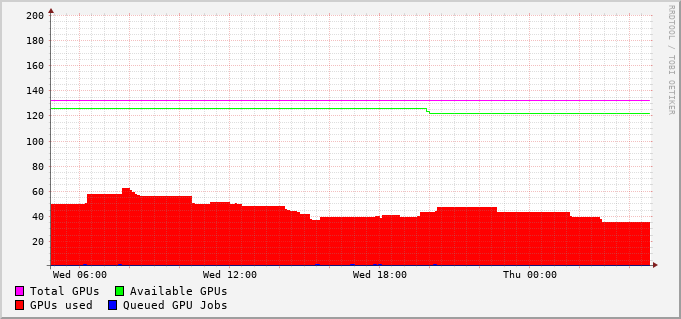 200
180
160
140
120
100
80
60
40
20
Wed 06:00 Wed 12:00 Wed 18:00 Thu 00:00
Total GPUs Available GPUs
GPUs used Queued GPU Jobs
RRDTOOL / TOBI OETIKER